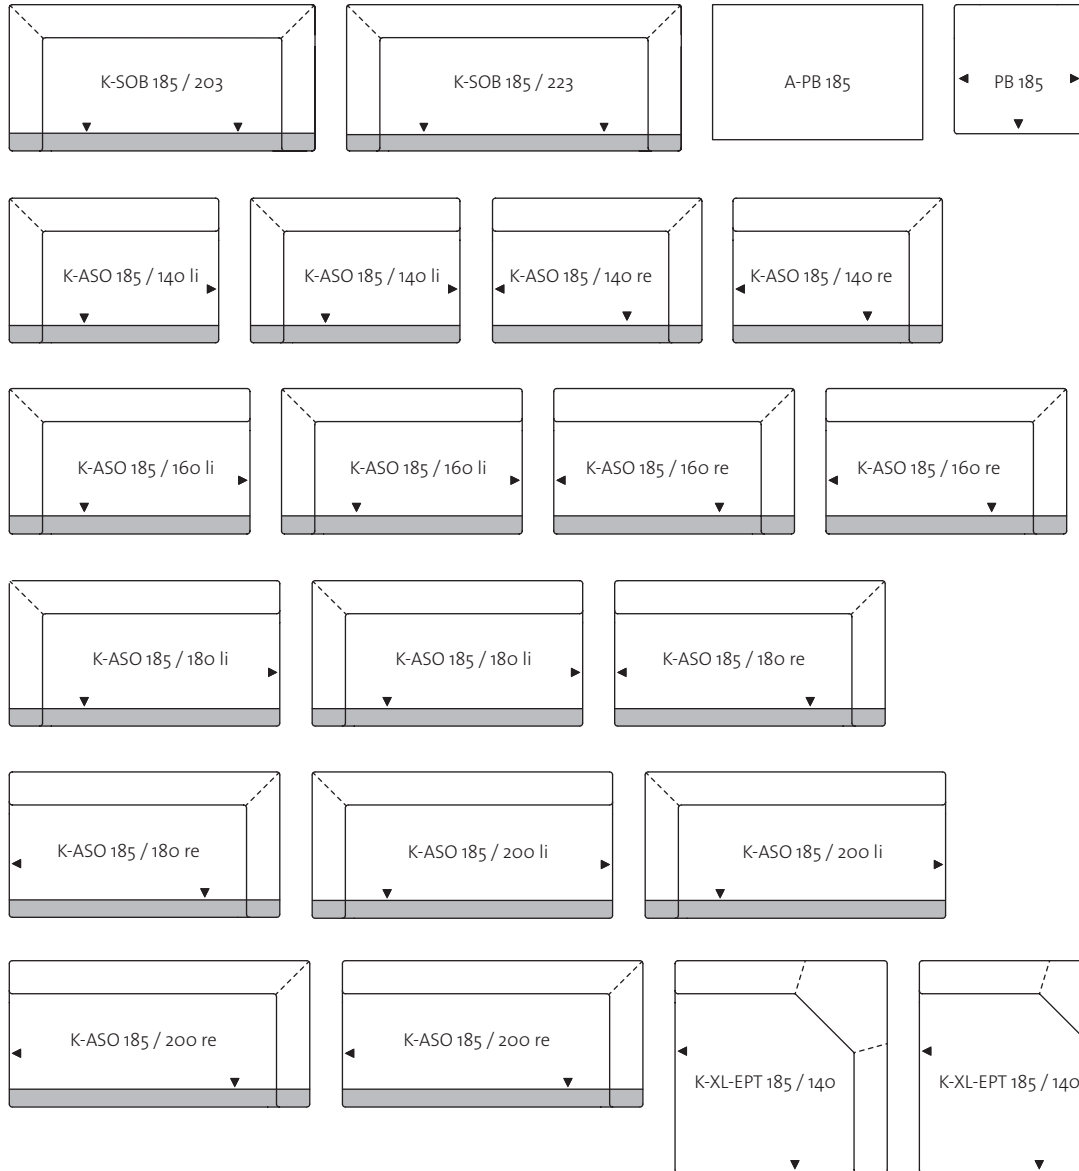 K-SOB 185 / 203
K-SOB 185 / 223
A-PB 185
PB 185
K-ASO 185 / 140 li
K-ASO 185 / 140 li
K-ASO 185 / 140 re
K-ASO 185 / 140 re
K-ASO 185 / 160 li
K-ASO 185 / 160 li
K-ASO 185 / 160 re
K-ASO 185 / 160 re
K-ASO 185 / 180 li
K-ASO 185 / 180 li
K-ASO 185 / 180 re
K-ASO 185 / 180 re
K-ASO 185 / 200 li
K-ASO 185 / 200 li
K-ASO 185 / 200 re
K-ASO 185 / 200 re
K-XL-EPT 185 / 140
K-XL-EPT 185 / 140